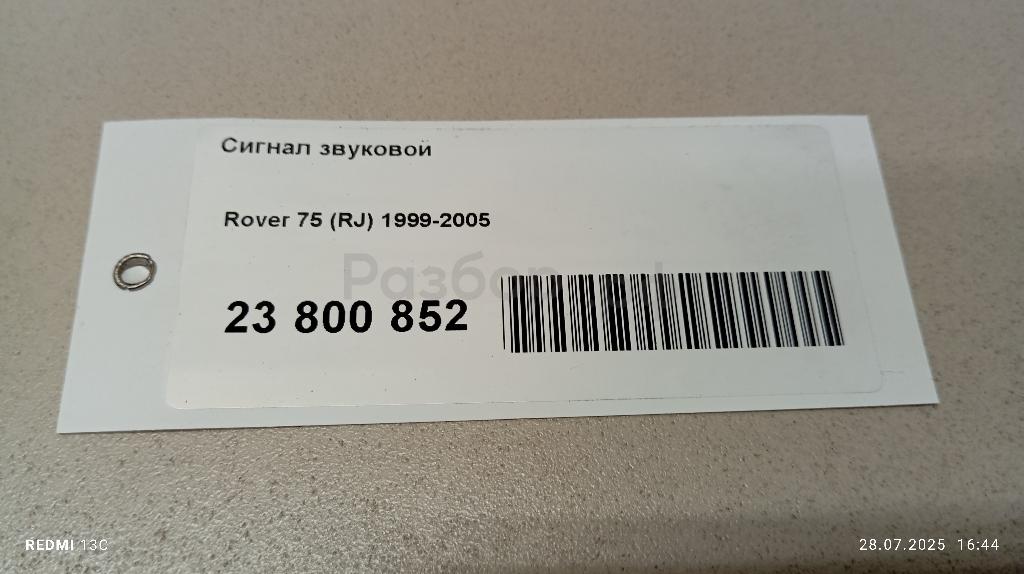 Сигнал звуковой
Rover 75 (RJ) 1999-2005
23 800 852
REDMI 13C
28.07.2025 16:44